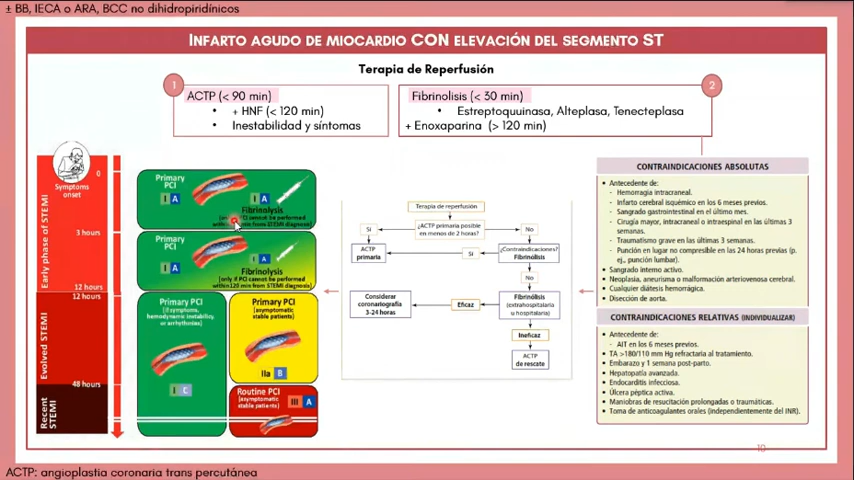 ± BB, IECA o ARA, BCC no dihidropiridínicos
INFARTO AGUDO DE MIOCARDIO CON ELEVACIÓN DEL SEGMENTO ST
Terapia de Reperfusión
1
ACTP (< 90 min)
• + HNF (< 120 min)
• Inestabilidad y síntomas
2
Fibrinolisis (< 30 min)
• Estreptoquinasa, Alteplasa, Tenecteplasa
+ Enoxaparina (> 120 min)
Symptoms
onset
0
3 hours
12 hours
12 hours
48 hours
Early phase of STEMI
Evolved STEMI
Recent
STEMI
Primary
PCI
I A
I A
Fibrinolysis
PCI cannot be performed
from STEMI diagnosis]
Primary
PCI
I A
I A
Fibrinolysis
[only if PCI cannot be performed
within120 min from STEMI diagnosis]
Primary PCI
[if symptoms,
hemodynamic instability,
or arrhythmias]
I C
Primary PCI
[asymptomatic
stable patients]
IIa B
Routine PCI
[asymptomatic
stable patients]
III A
Terapia de reperfusión
¿ACTP primaria posible
en menos de 2 horas?
Sí
No
ACTP
primaria
Sí
¿Contraindicaciones?
Fibrinólisis
No
Considerar
coronariografía
3-24 horas
Eficaz
Fibrinólisis
(extrahospitalaria
u hospitalaria)
Ineficaz
ACTP
de rescate
CONTRAINDICACIONES ABSOLUTAS
• Antecedente de:
- Hemorragia intracraneal.
- Infarto cerebral isquémico en los 6 meses previos.
- Sangrado gastrointestinal en el último mes.
- Cirugía mayor, intracraneal o intraespinal en las últimas 3
semanas.
- Traumatismo grave en las últimas 3 semanas.
- Punción en lugar no compresible en las 24 horas previas (p.
ej., punción lumbar).
• Sangrado interno activo.
• Neoplasia, aneurisma o malformación arteriovenosa cerebral.
• Cualquier diátesis hemorrágica.
• Disección de aorta.
CONTRAINDICACIONES RELATIVAS (INDIVIDUALIZAR)
• Antecedente de:
- AIT en los 6 meses previos.
• TA >180/110 mm Hg refractaria al tratamiento.
• Embarazo y 1 semana post-parto.
• Hepatopatía avanzada.
• Endocarditis infecciosa.
• Úlcera péptica activa.
• Maniobras de resucitación prolongadas o traumáticas.
• Toma de anticoagulantes orales (independientemente del INR).
10
ACTP: angioplastia coronaria trans percutánea